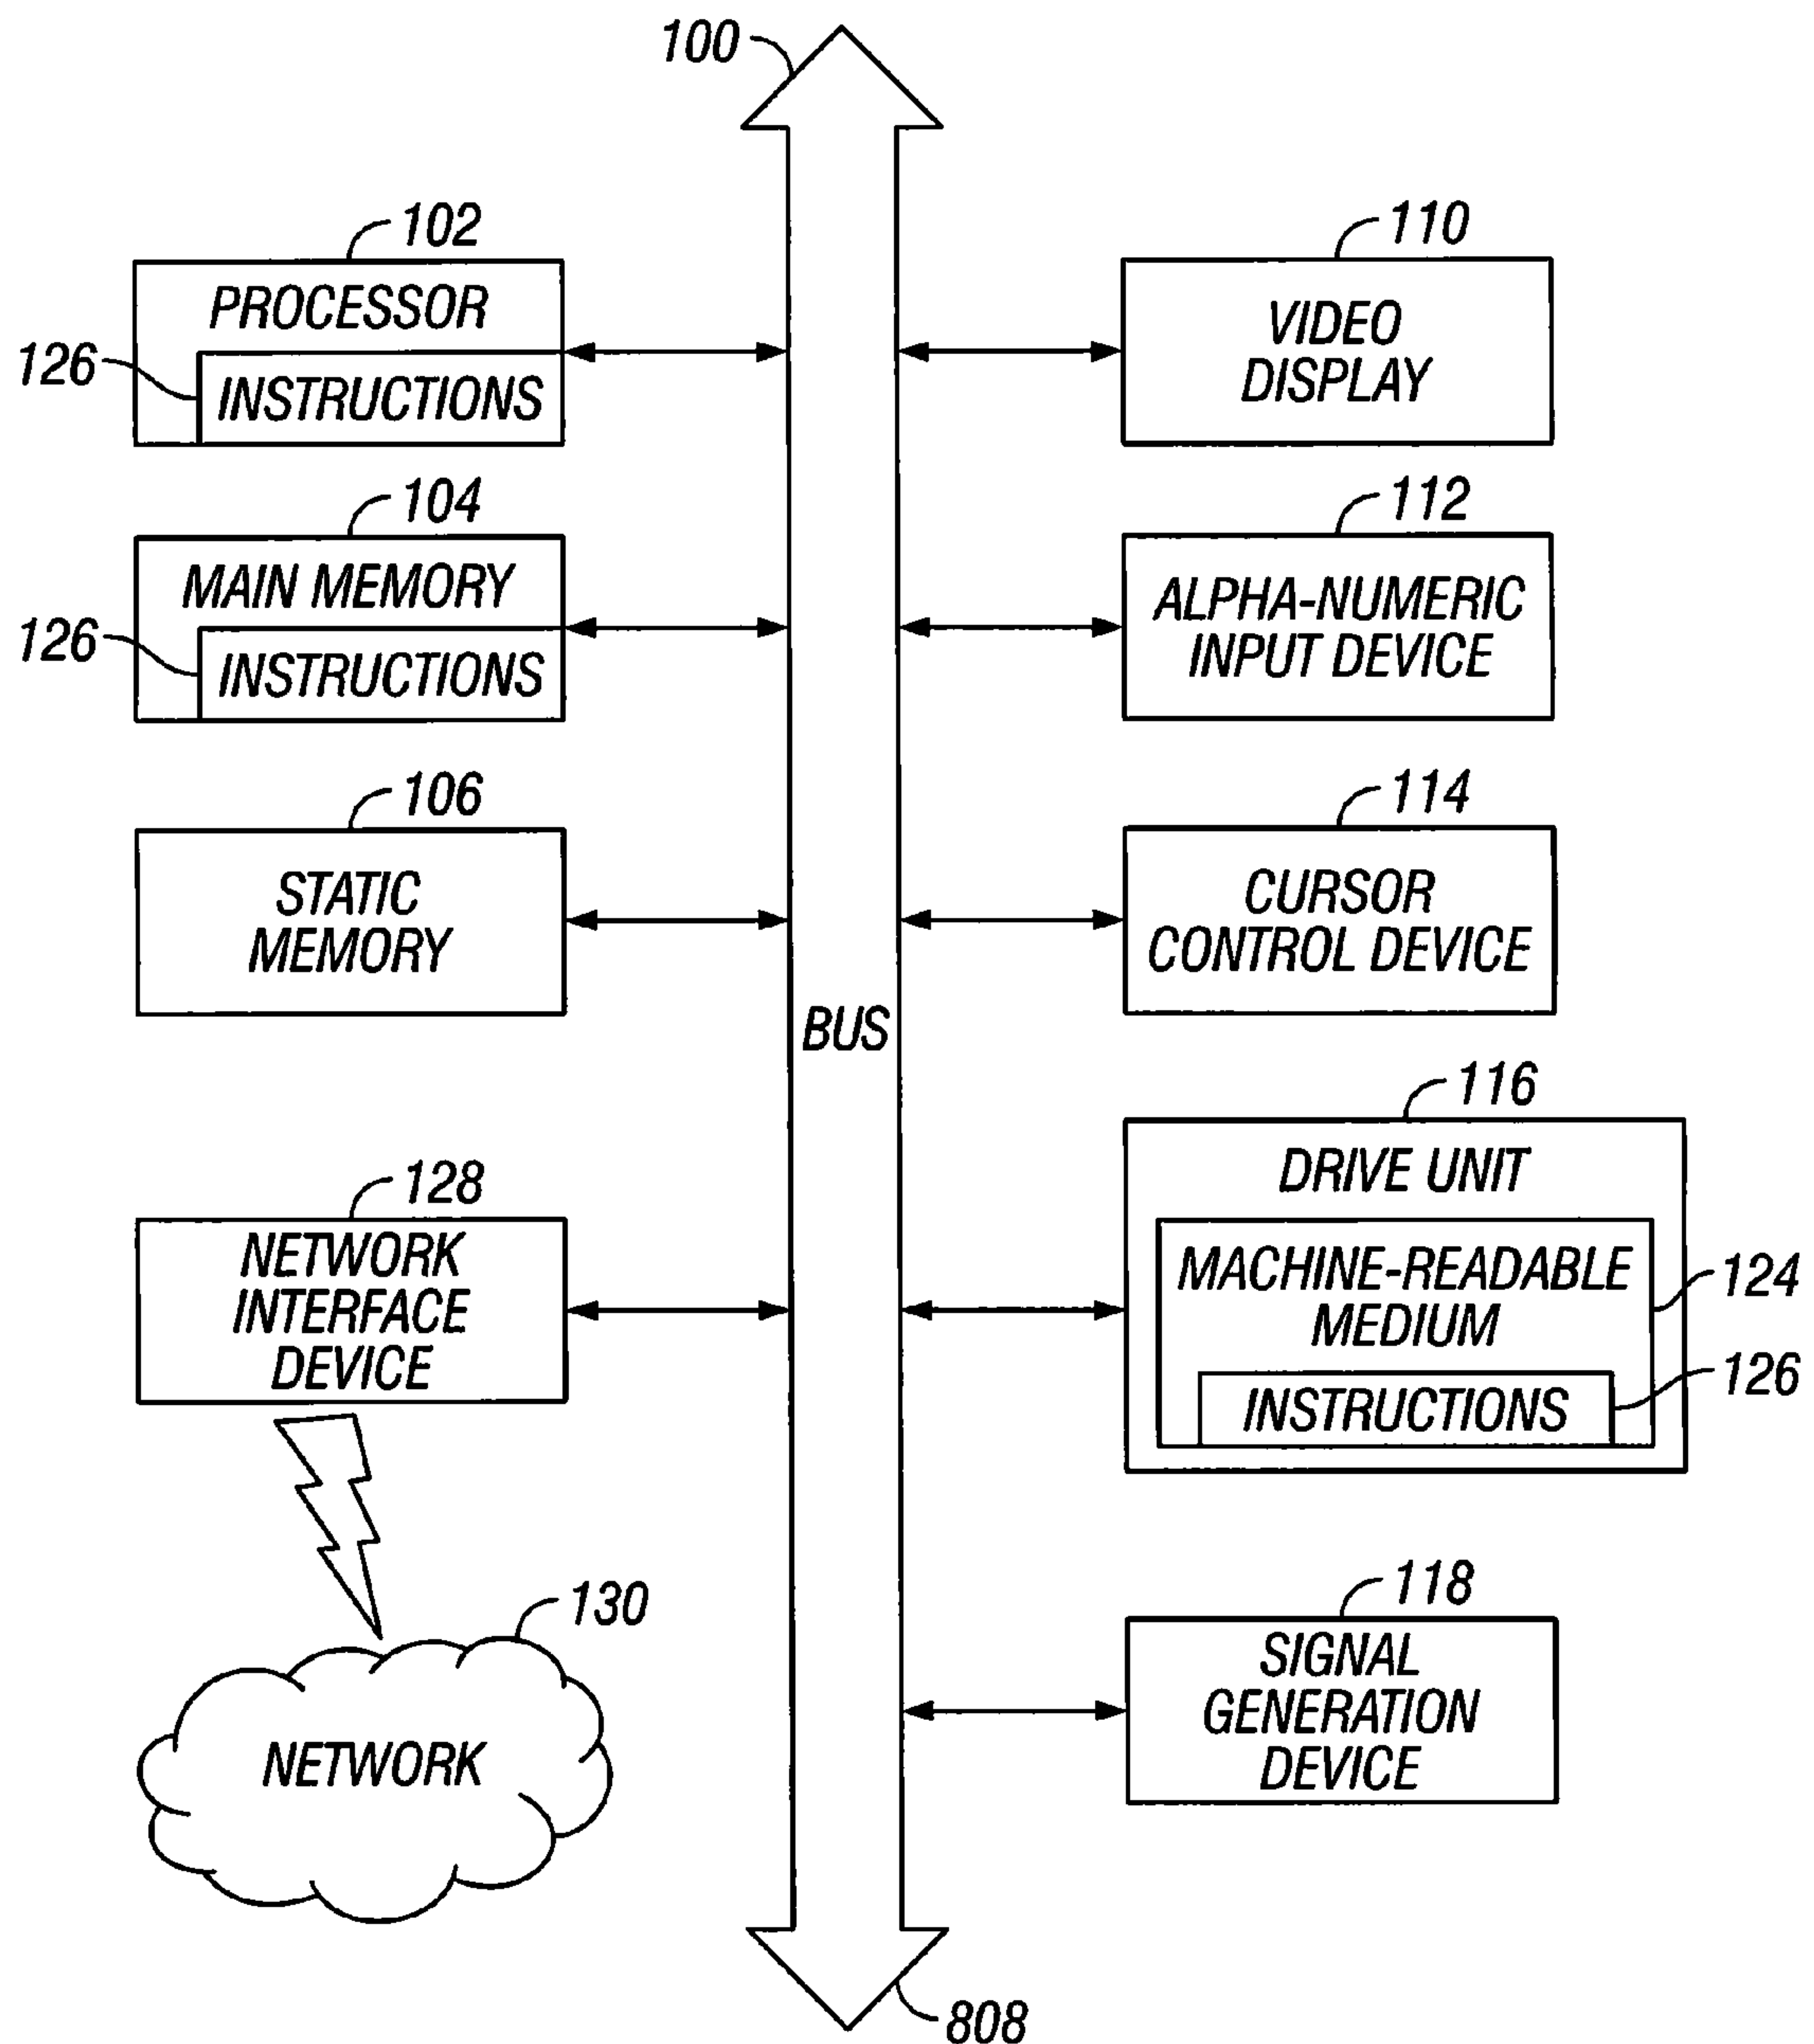 100
102
PROCESSOR
126
INSTRUCTIONS
104
MAIN MEMORY
126
INSTRUCTIONS
106
STATIC
MEMORY
128
NETWORK
INTERFACE
DEVICE
130
NETWORK
BUS
808
110
VIDEO
DISPLAY
112
ALPHA-NUMERIC
INPUT DEVICE
114
CURSOR
CONTROL DEVICE
116
DRIVE UNIT
MACHINE-READABLE
MEDIUM
124
INSTRUCTIONS
126
118
SIGNAL
GENERATION
DEVICE